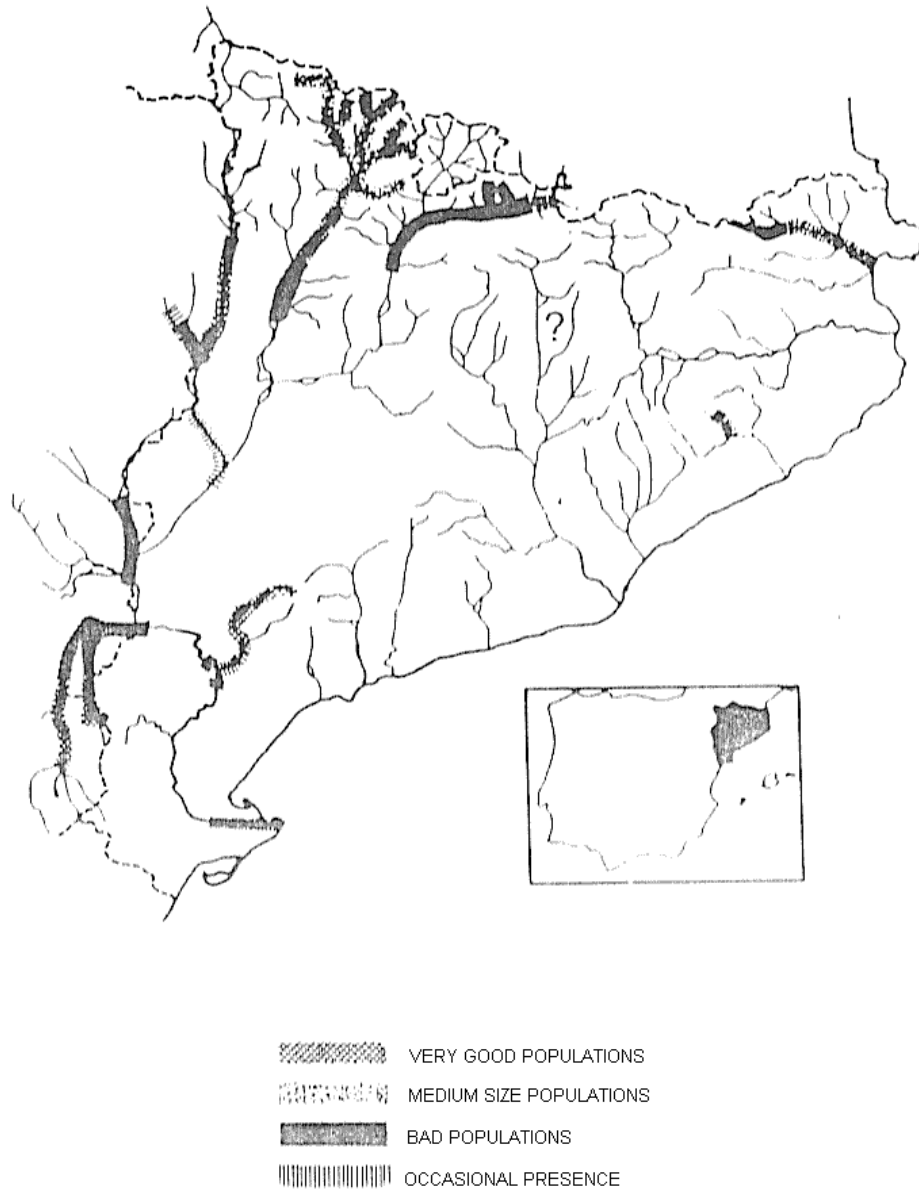 ?
VERY GOOD POPULATIONS
MEDIUM SIZE POPULATIONS
BAD POPULATIONS
OCCASIONAL PRESENCE